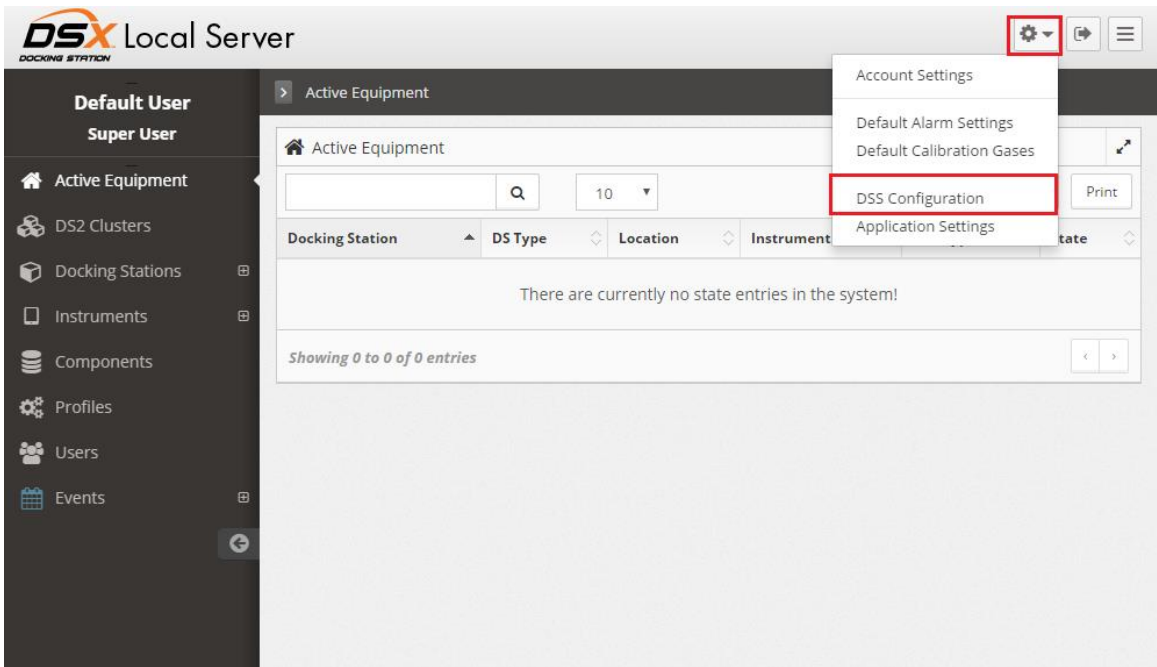 DSX Local Server
DOCKING STATION
Default User
Super User
Active Equipment
DS2 Clusters
Docking Stations
Instruments
Components
Profiles
Users
Events
Active Equipment
Active Equipment
10
Print
Docking Station DS Type Location Instrument
There are currently no state entries in the system!
Showing 0 to 0 of 0 entries
Account Settings
Default Alarm Settings
Default Calibration Gases
DSS Configuration
Application Settings